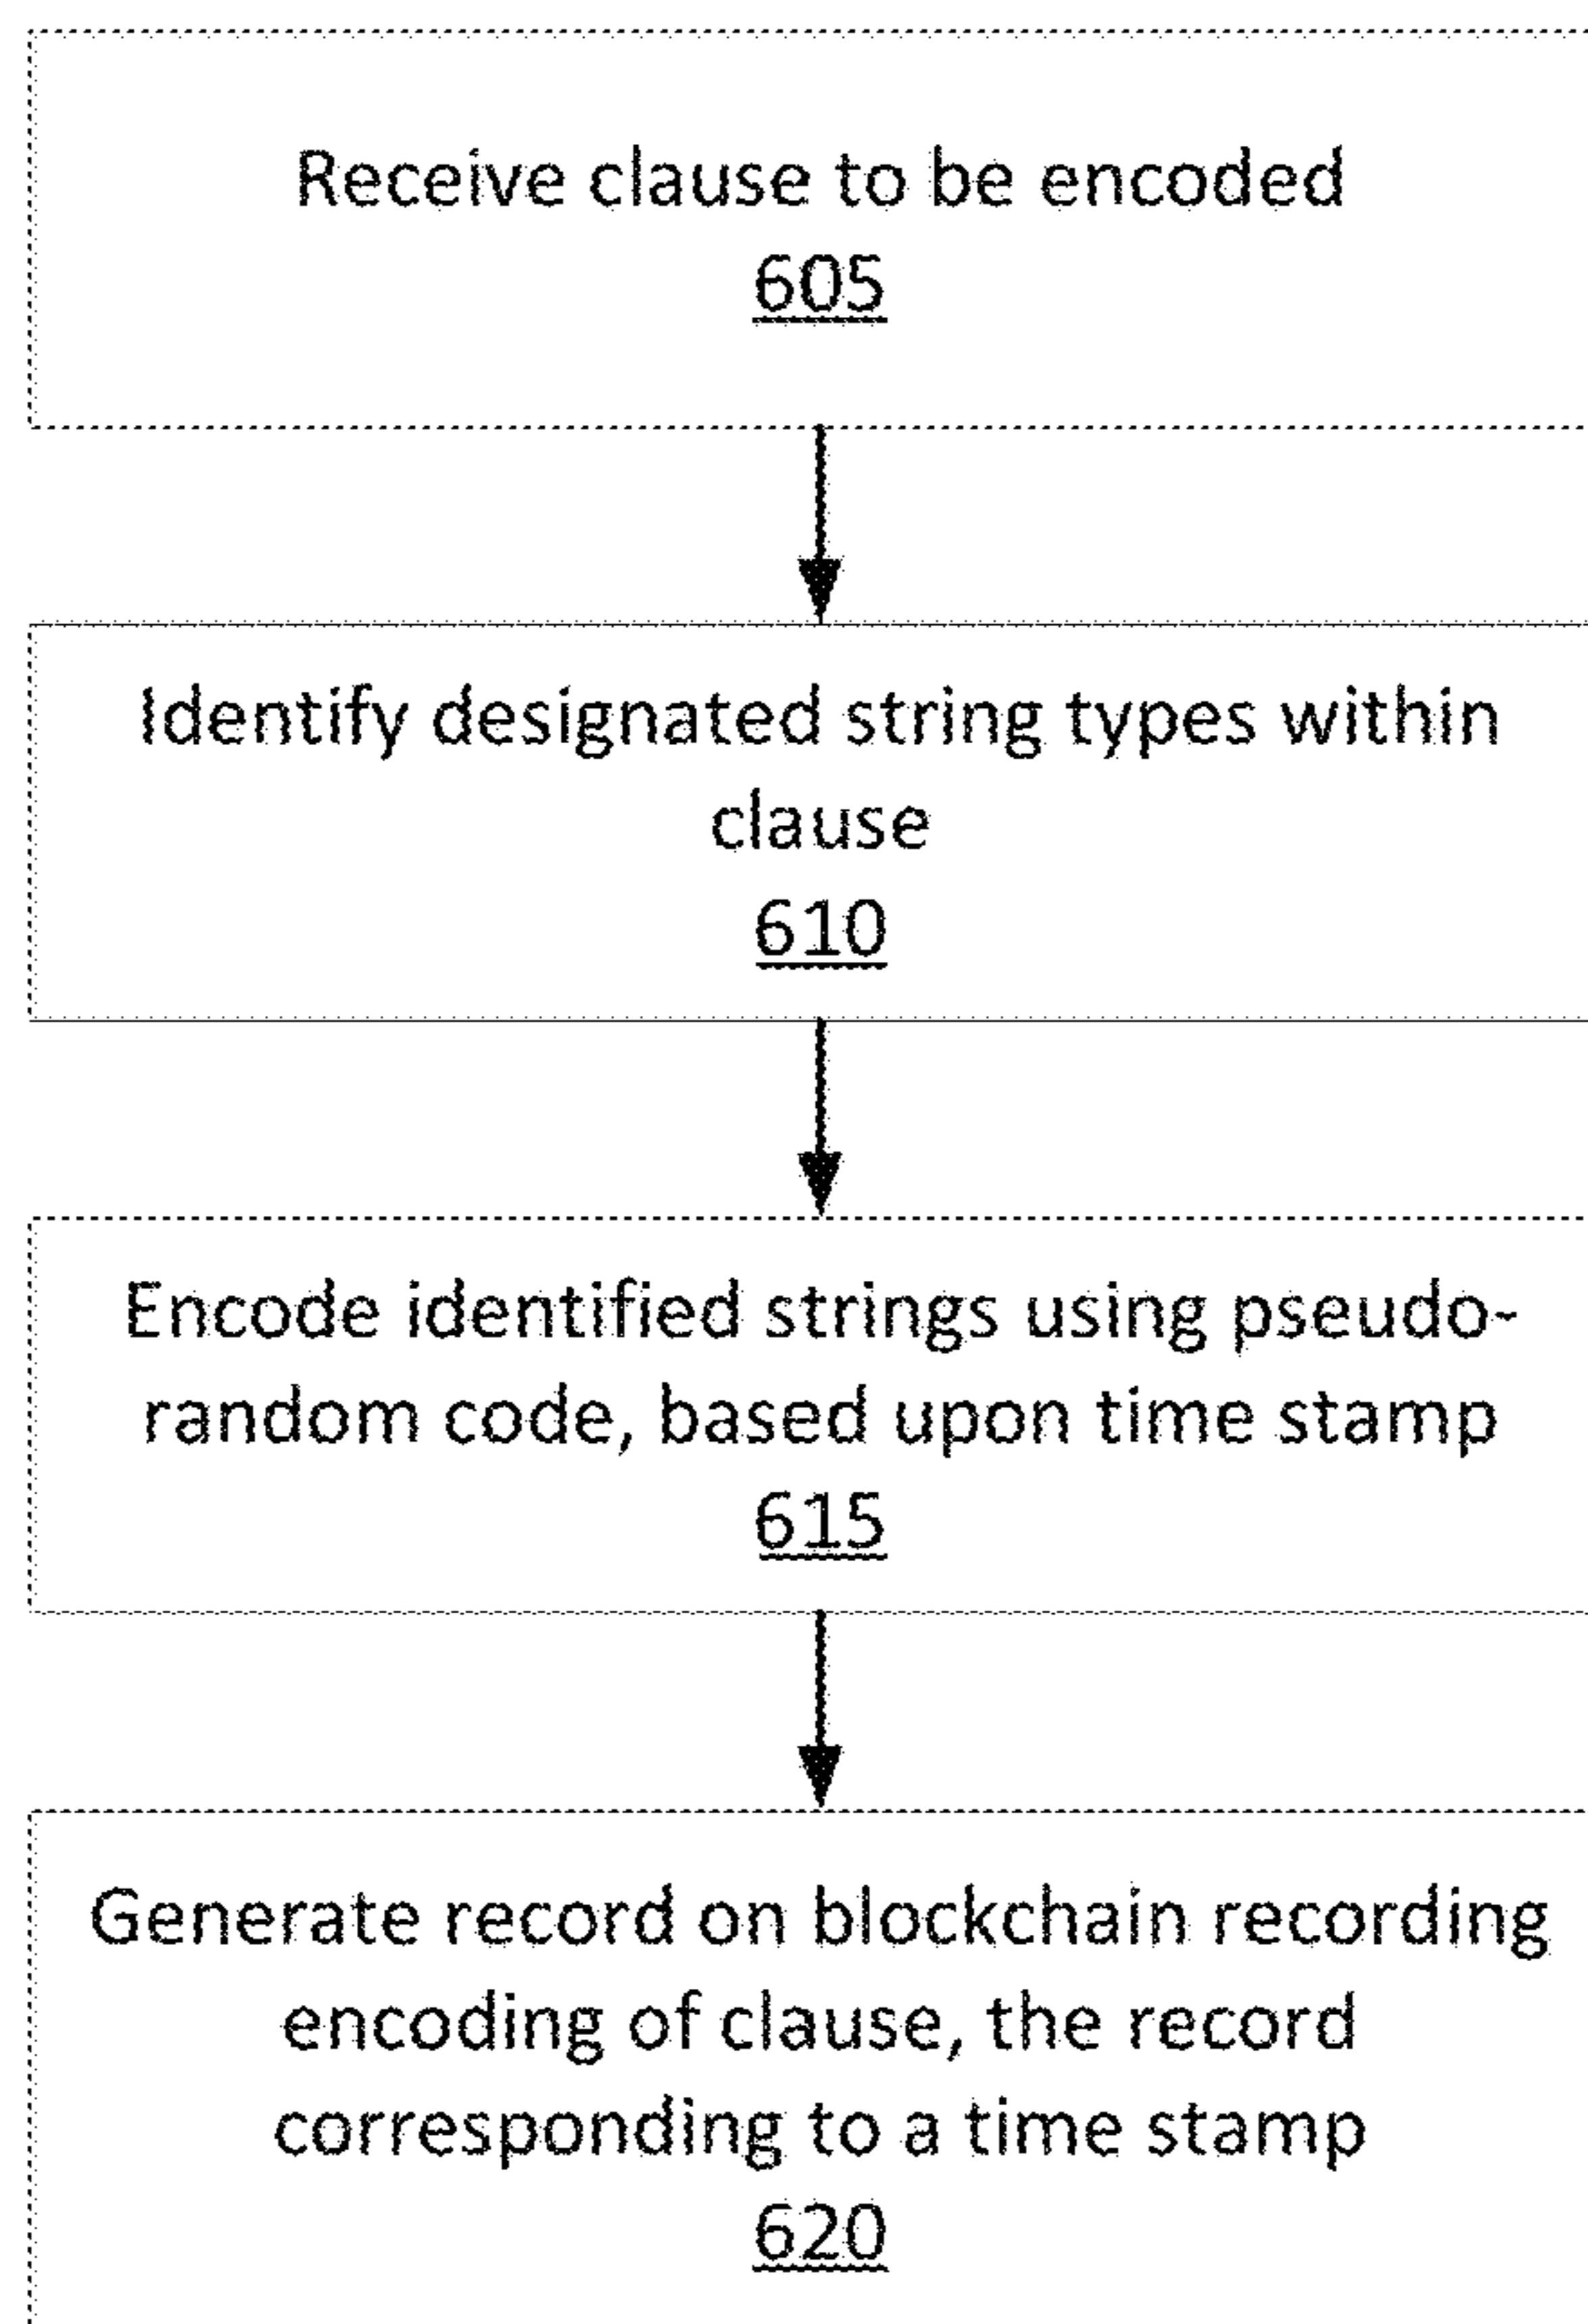 Receive clause to be encoded
605
Identify designated string types within
clause
610
Encode identified strings using pseudo-
random code, based upon time stamp
615
Generate record on blockchain recording
encoding of clause, the record
corresponding to a time stamp
620